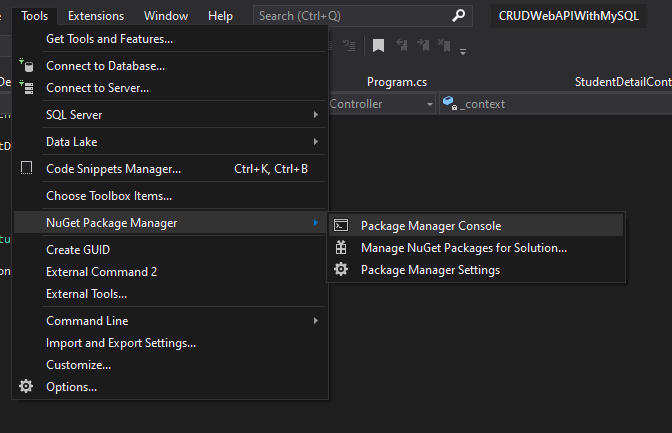 Tools Extensions Window Help Search (Ctrl+Q) CRUDWebAPIWithMySQL
Get Tools and Features...
Program.cs StudentDetailCont
Connect to Database...
Connect to Server...
Controller _context
SQL Server
Data Lake
Code Snippets Manager... Ctrl+K, Ctrl+B
Choose Toolbox Items...
NuGet Package Manager
Package Manager Console
Manage NuGet Packages for Solution...
Package Manager Settings
Create GUID
External Command 2
External Tools...
Command Line
Import and Export Settings...
Customize...
Options...